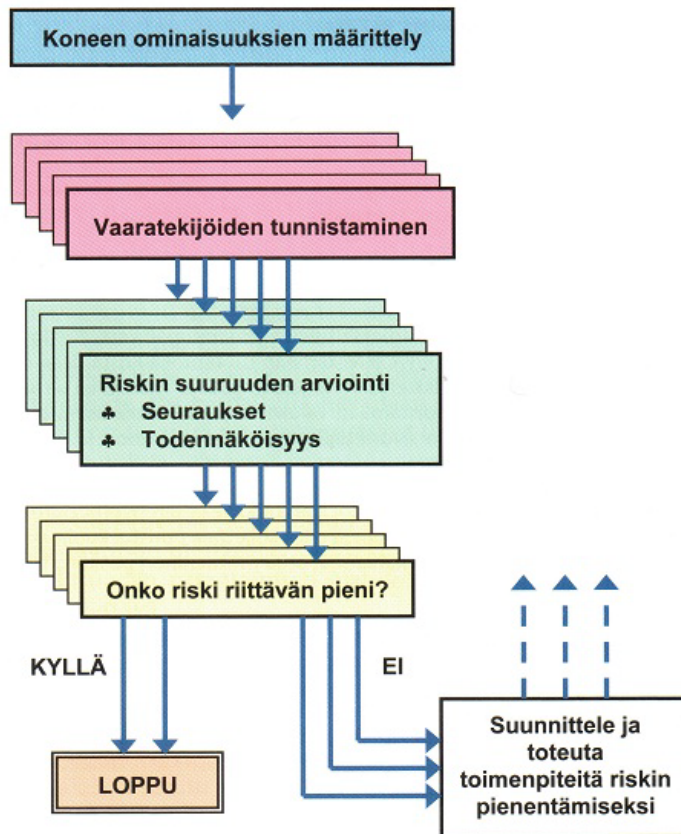 Koneen ominaisuuksien määrittely
Vaaratekijöiden tunnistaminen
Riskin suuruuden arviointi
♣ Seuraukset
♣ Todennäköisyys
Onko riski riittävän pieni?
KYLLÄ
EI
LOPPU
Suunnittele ja
toteuta
toimenpiteitä riskin
pienentämiseksi